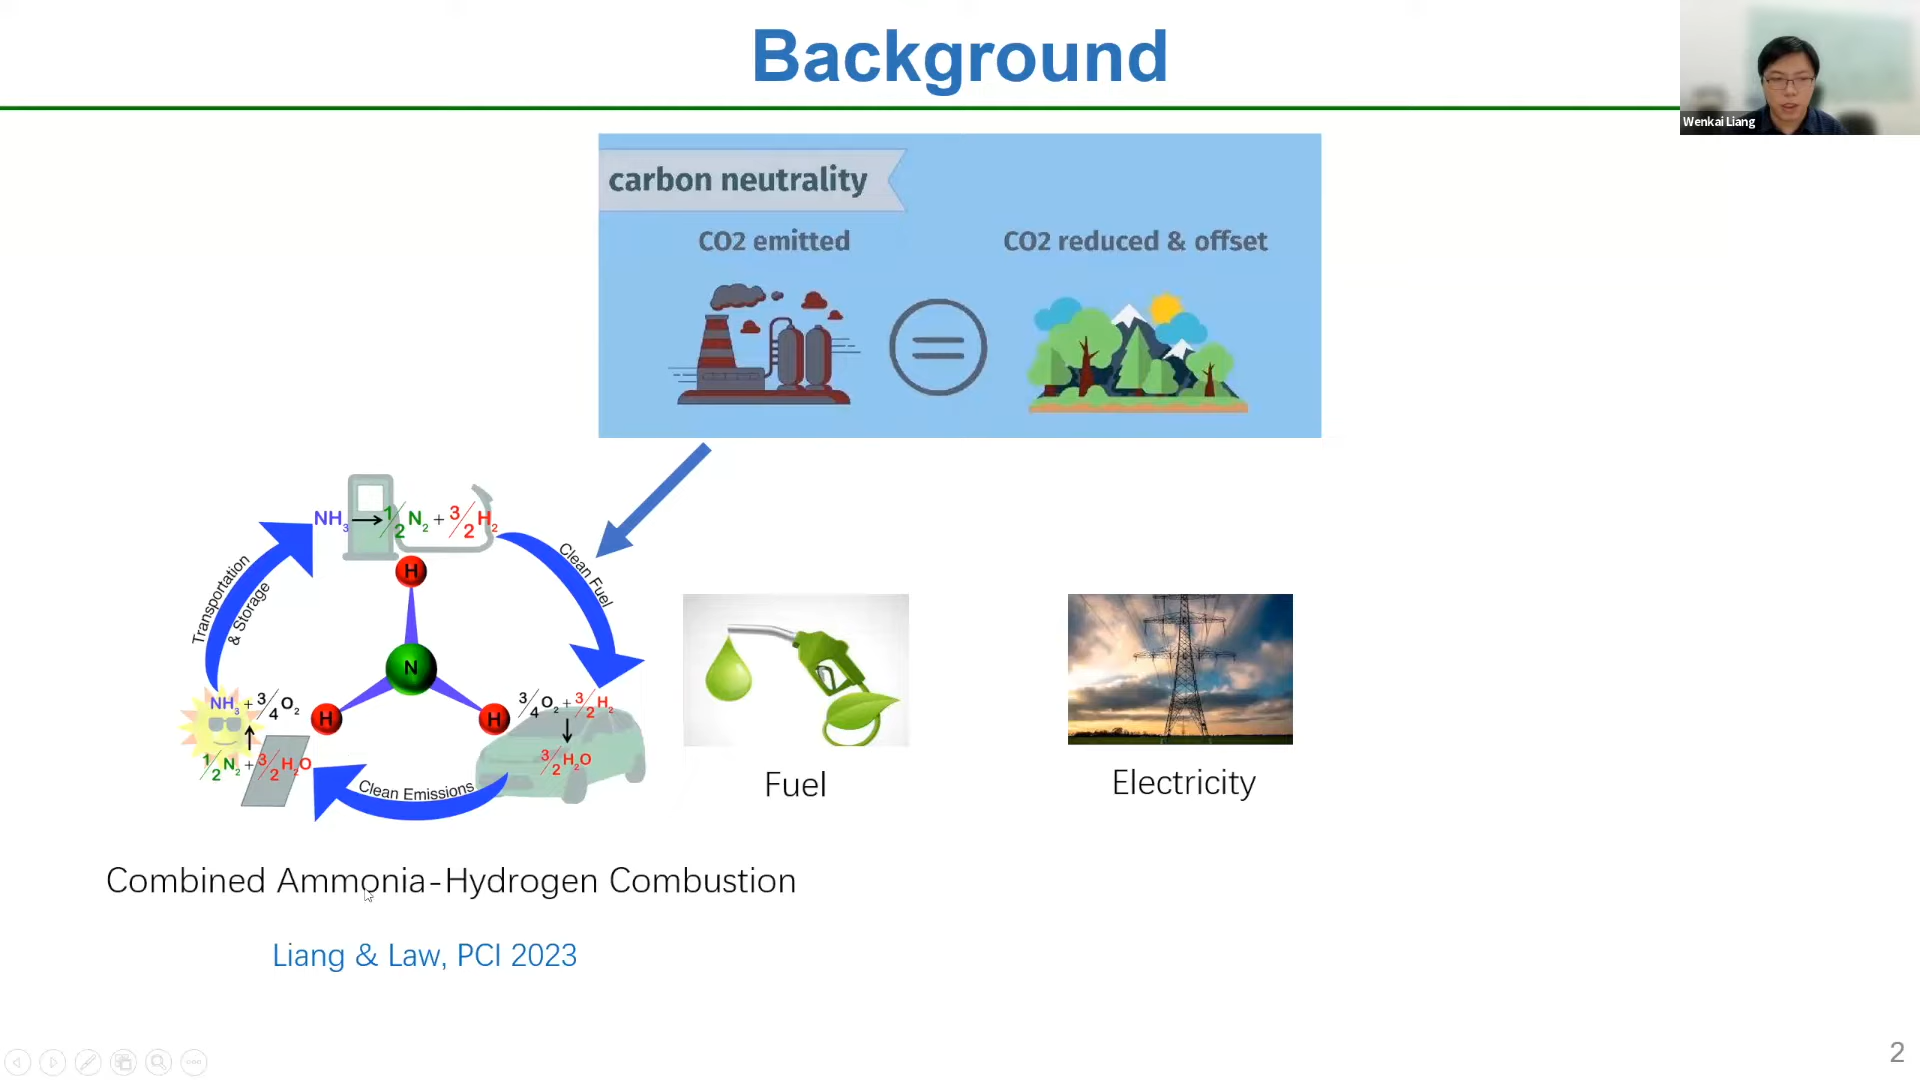 Background
Wenkai Liang
carbon neutrality
CO2 emitted
CO2 reduced & offset
NH₃ → 1/2 N₂ + 3/2 H₂
Transportation
& Storage
Clean Fuel
H
N
H
H
NH₃ + 3/4 O₂
1/2 N₂ + 3/2 H₂O
3/4 O₂ + 3/2 H₂
3/2 H₂O
Clean Emissions
Fuel
Electricity
Combined Ammonia-Hydrogen Combustion
Liang & Law, PCI 2023
2